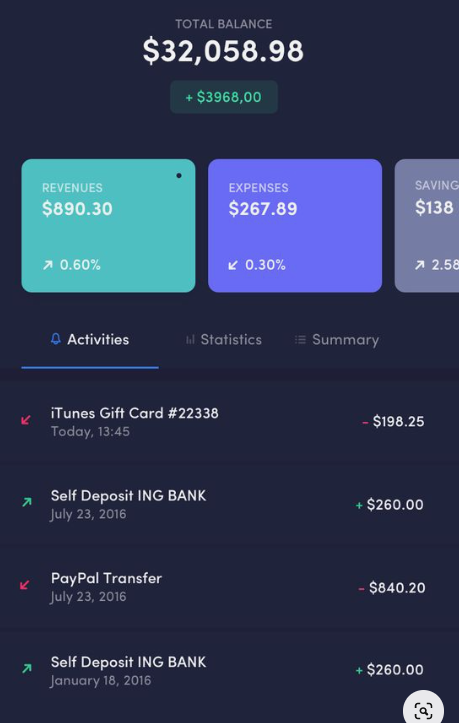 TOTAL BALANCE
$32,058.98
+ $3968,00
REVENUES
$890.30
0.60%
EXPENSES
$267.89
0.30%
SAVING
$138
2.58
Activities
Statistics
Summary
iTunes Gift Card #22338
Today, 13:45
- $198.25
Self Deposit ING BANK
July 23, 2016
+ $260.00
PayPal Transfer
July 23, 2016
- $840.20
Self Deposit ING BANK
January 18, 2016
+ $260.00